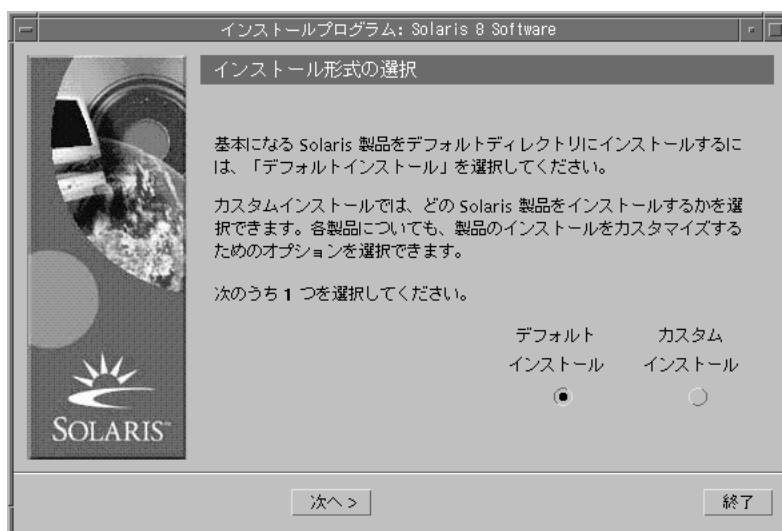 インストールプログラム: Solaris 8 Software
インストール形式の選択
基本になる Solaris 製品をデフォルトディレクトリにインストールするに
は、「デフォルトインストール」を選択してください。
カスタムインストールでは、どの Solaris 製品をインストールするかを選
択できます。各製品についても、製品のインストールをカスタマイズする
ためのオプションを選択できます。
次のうち 1 つを選択してください。
デフォルト カスタム
インストール インストール
SOLARIS™
次へ >
終了